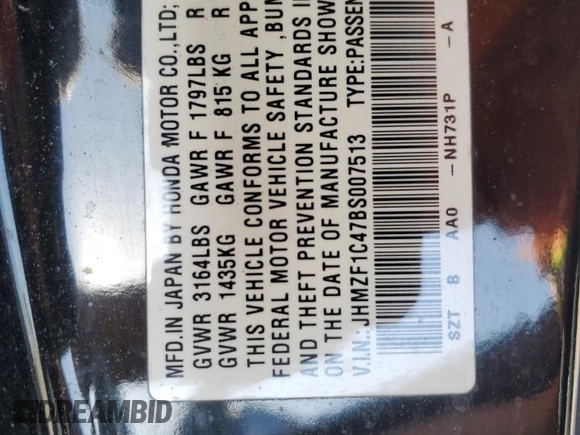 MFD.IN JAPAN BY HONDA MOTOR CO.,LTD;
GVWR 3164LBS GAWR F 1797LBS R
GVWR 1435KG GAWR F 815 KG R
THIS VEHICLE CONFORMS TO ALL APP
FEDERAL MOTOR VEHICLE SAFETY ,BUM
AND THEFT PREVENTION STANDARDS I
ON THE DATE OF MANUFACTURE SHOW
V.I.N.: JHMZF1C47BS007513 TYPE:PASSEN
SZT B AA0 -NH731P -A
DREAMBID